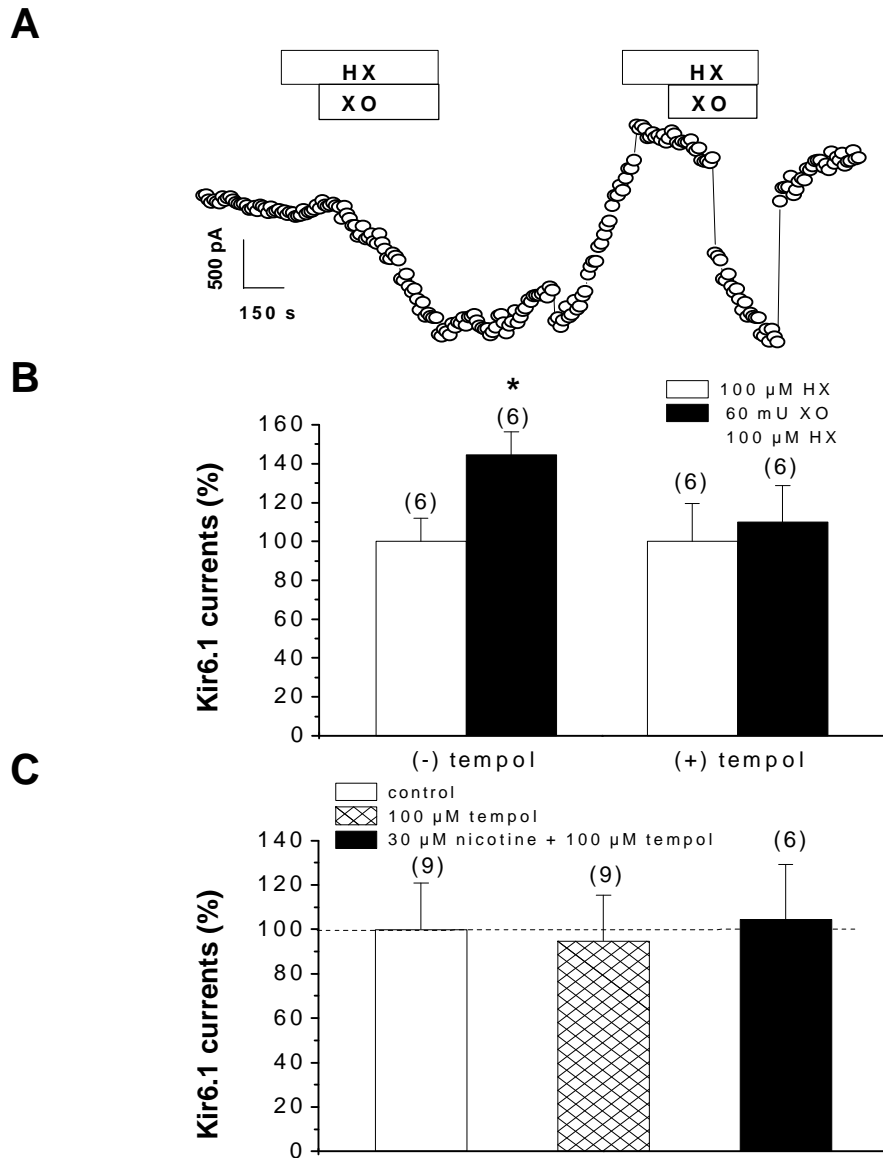 A
HX HX
XO XO
500 pA
150 s
B
*
100 µM HX
60 mU XO
100 µM HX
(6) (6) (6) (6)
Kir6.1 currents (%)
160
140
120
100
80
60
40
20
0
(-) tempol (+) tempol
C
control
100 µM tempol
30 µM nicotine + 100 µM tempol
(9) (9) (6)
Kir6.1 currents (%)
140
120
100
80
60
40
20
0